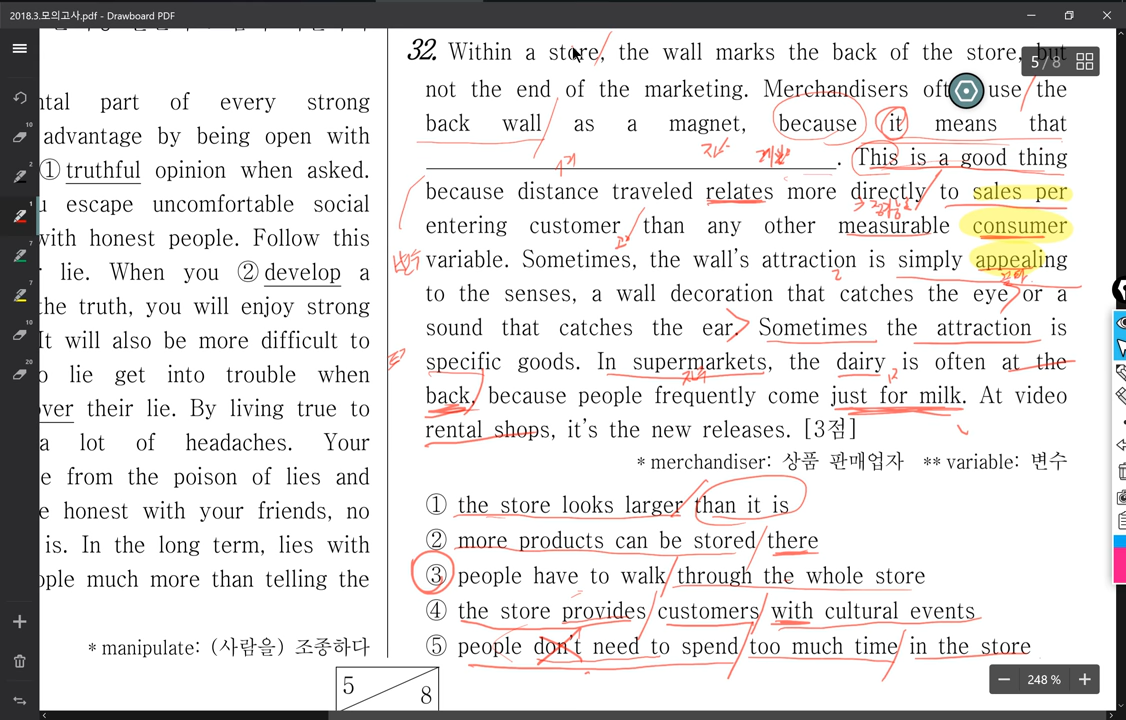 2018.3.모의고사.pdf - Drawboard PDF
5 / 8
ntal part of every strong
advantage by being open with
① truthful opinion when asked.
escape uncomfortable social
with honest people. Follow this
lie. When you ② develop a
the truth, you will enjoy strong
It will also be more difficult to
lie get into trouble when
over their lie. By living true to
a lot of headaches. Your
e from the poison of lies and
e honest with your friends, no
is. In the long term, lies with
ople much more than telling the
* manipulate: (사람을) 조종하다
32. Within a store, the wall marks the back of the store, but
not the end of the marketing. Merchandisers oft use the
back wall as a magnet, because it means that
. This is a good thing
because distance traveled relates more directly to sales per
entering customer than any other measurable consumer
variable. Sometimes, the wall's attraction is simply appealing
to the senses, a wall decoration that catches the eye or a
sound that catches the ear. Sometimes the attraction is
specific goods. In supermarkets, the dairy is often at the
back, because people frequently come just for milk. At video
rental shops, it's the new releases. [3점]
* merchandiser: 상품 판매업자 ** variable: 변수
① the store looks larger than it is
② more products can be stored there
③ people have to walk through the whole store
④ the store provides customers with cultural events
⑤ people don't need to spend too much time in the store
변수
5
8
248 %